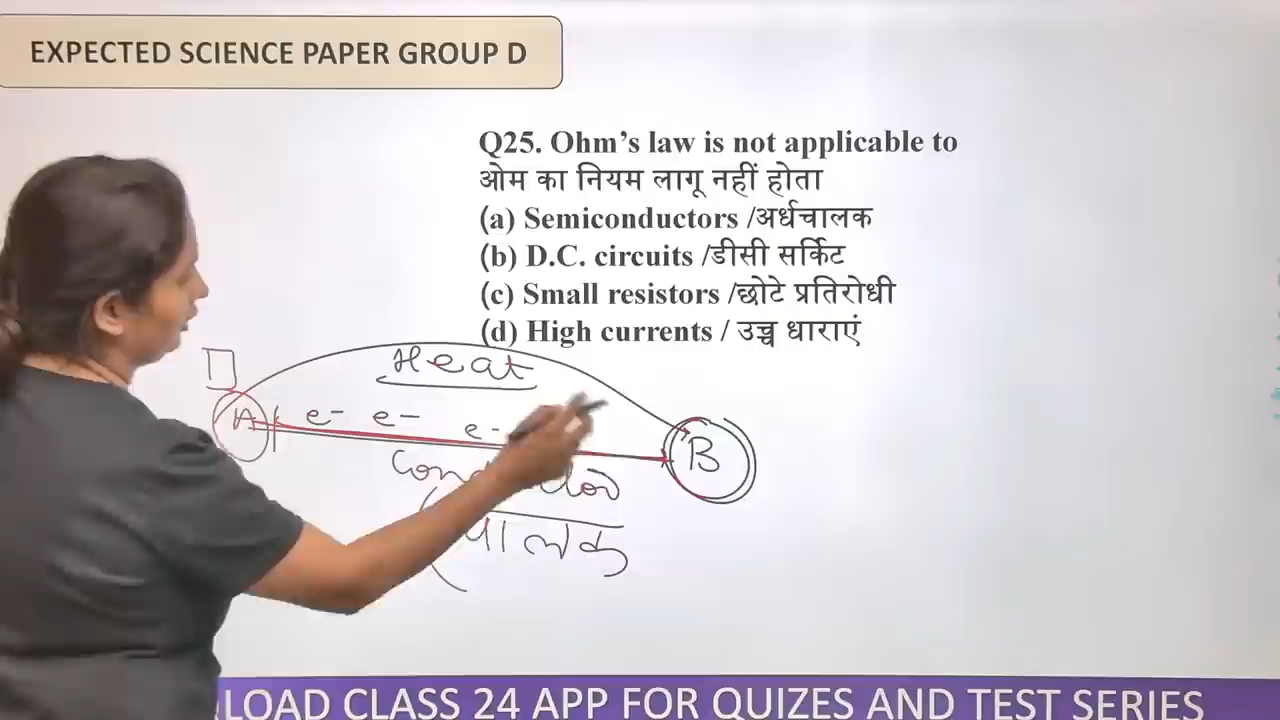 EXPECTED SCIENCE PAPER GROUP D
Q25. Ohm's law is not applicable to
ओम का नियम लागू नहीं होता
(a) Semiconductors /अर्धचालक
(b) D.C. circuits /डीसी सर्किट
(c) Small resistors /छोटे प्रतिरोधी
(d) High currents / उच्च धाराएं
Heat
A
e- e- e-
B
LOAD CLASS 24 APP FOR QUIZES AND TEST SERIES